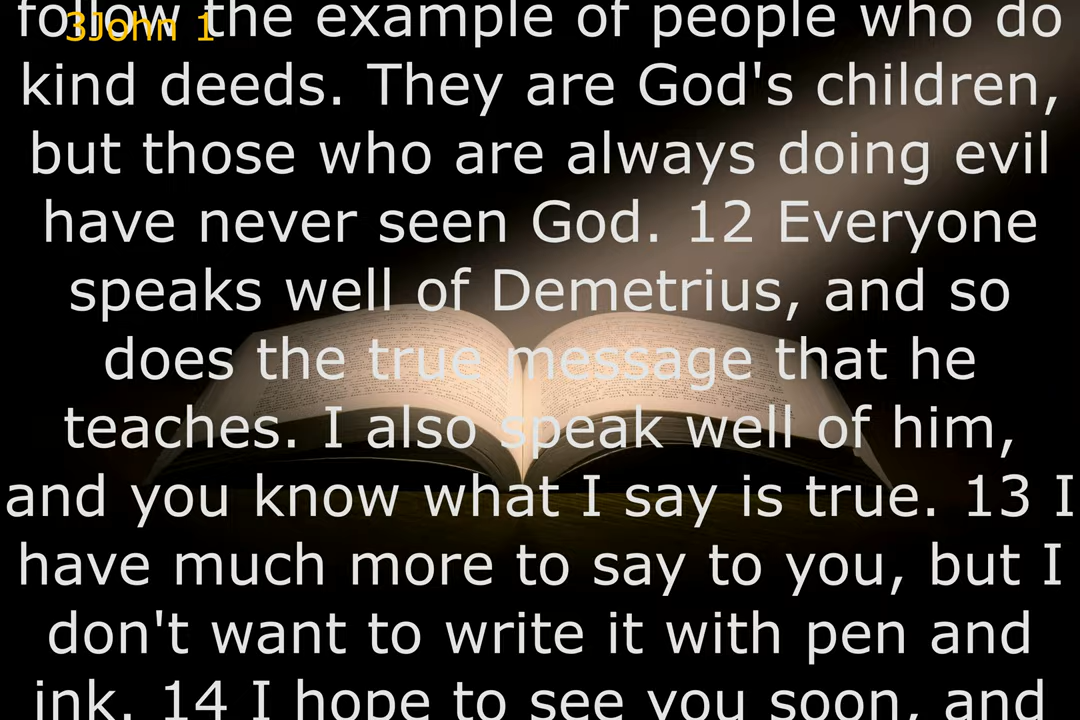 3John 1
follow the example of people who do
kind deeds. They are God's children,
but those who are always doing evil
have never seen God. 12 Everyone
speaks well of Demetrius, and so
does the true message that he
teaches. I also speak well of him,
and you know what I say is true. 13 I
have much more to say to you, but I
don't want to write it with pen and
ink. 14 I hope to see you soon, and